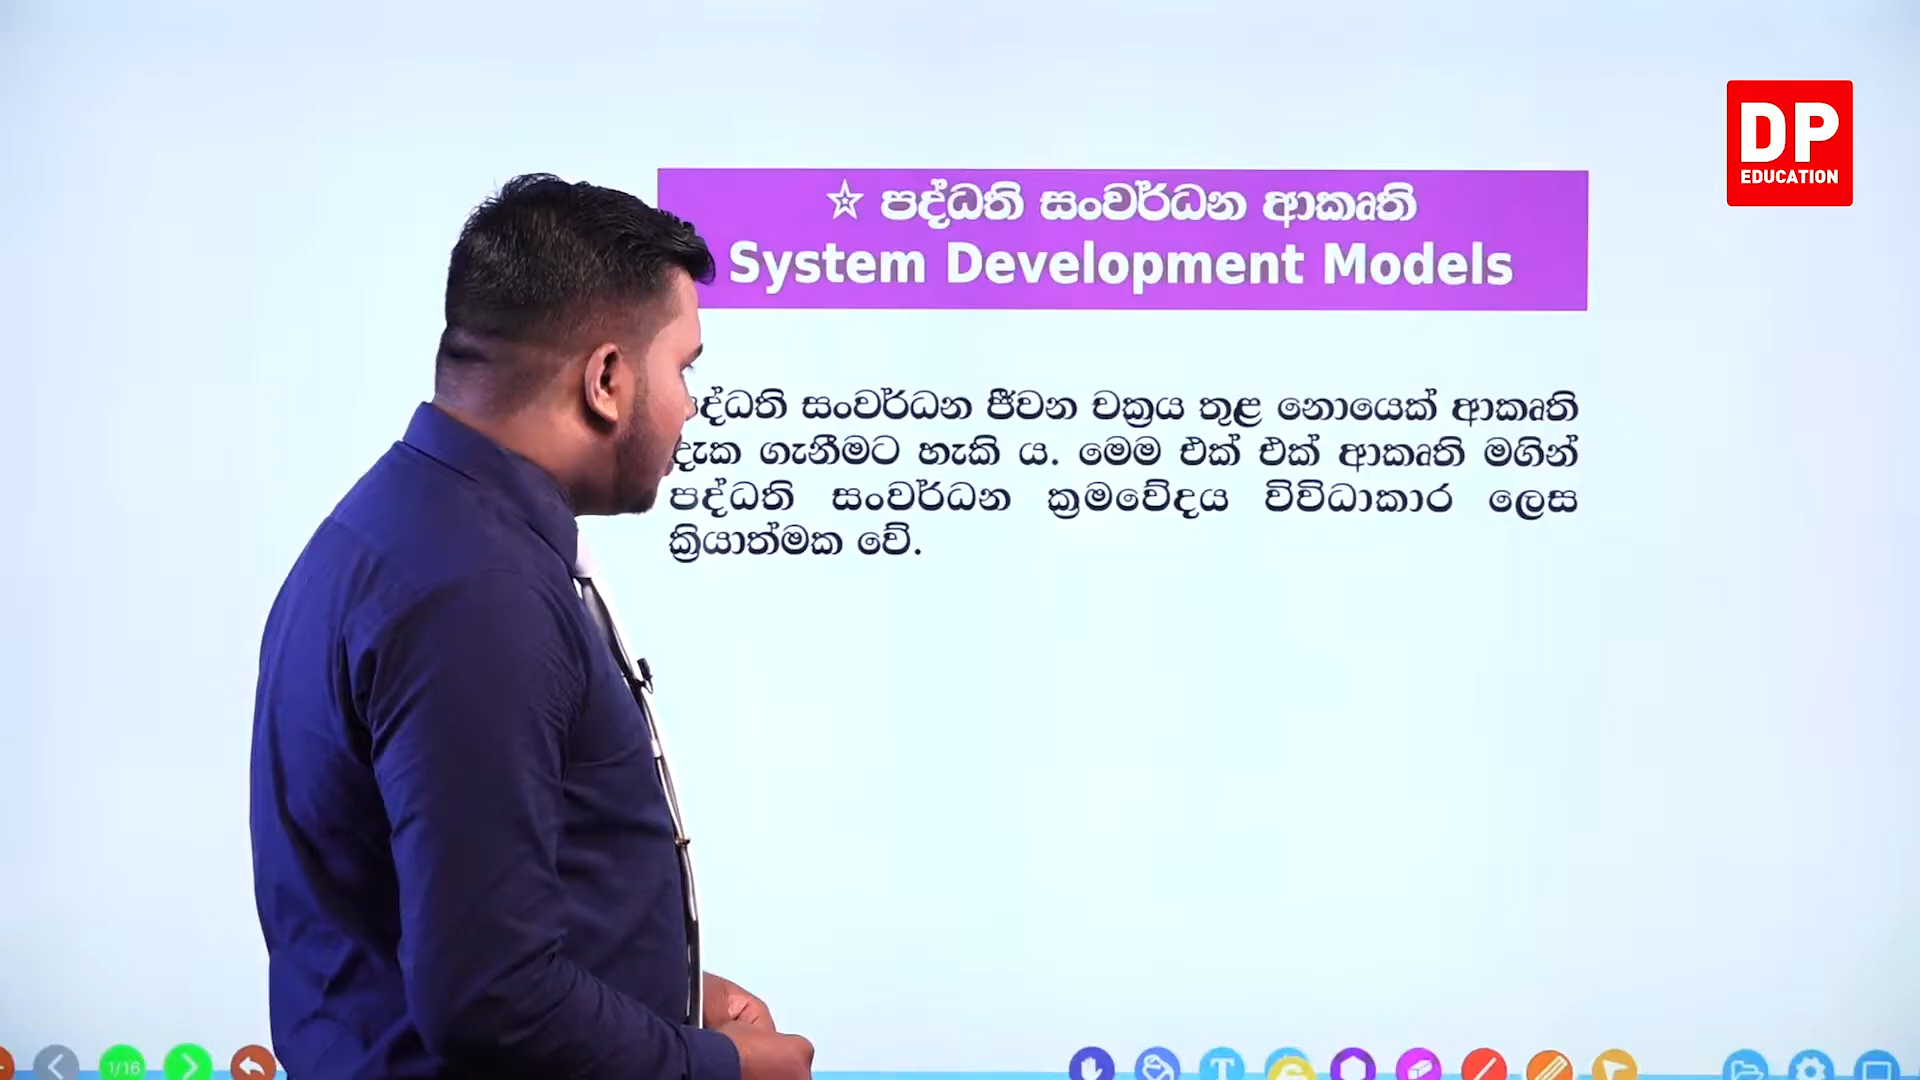 DP
EDUCATION
☆ පද්ධති සංවර්ධන ආකෘති
System Development Models
පද්ධති සංවර්ධන ජීවන චක්‍රය තුළ නොයෙක් ආකෘති
දැක ගැනීමට හැකි ය. මෙම එක් එක් ආකෘති මගින්
පද්ධති සංවර්ධන ක්‍රමවේදය විවිධාකාර ලෙස
ක්‍රියාත්මක වේ.
1/16
T